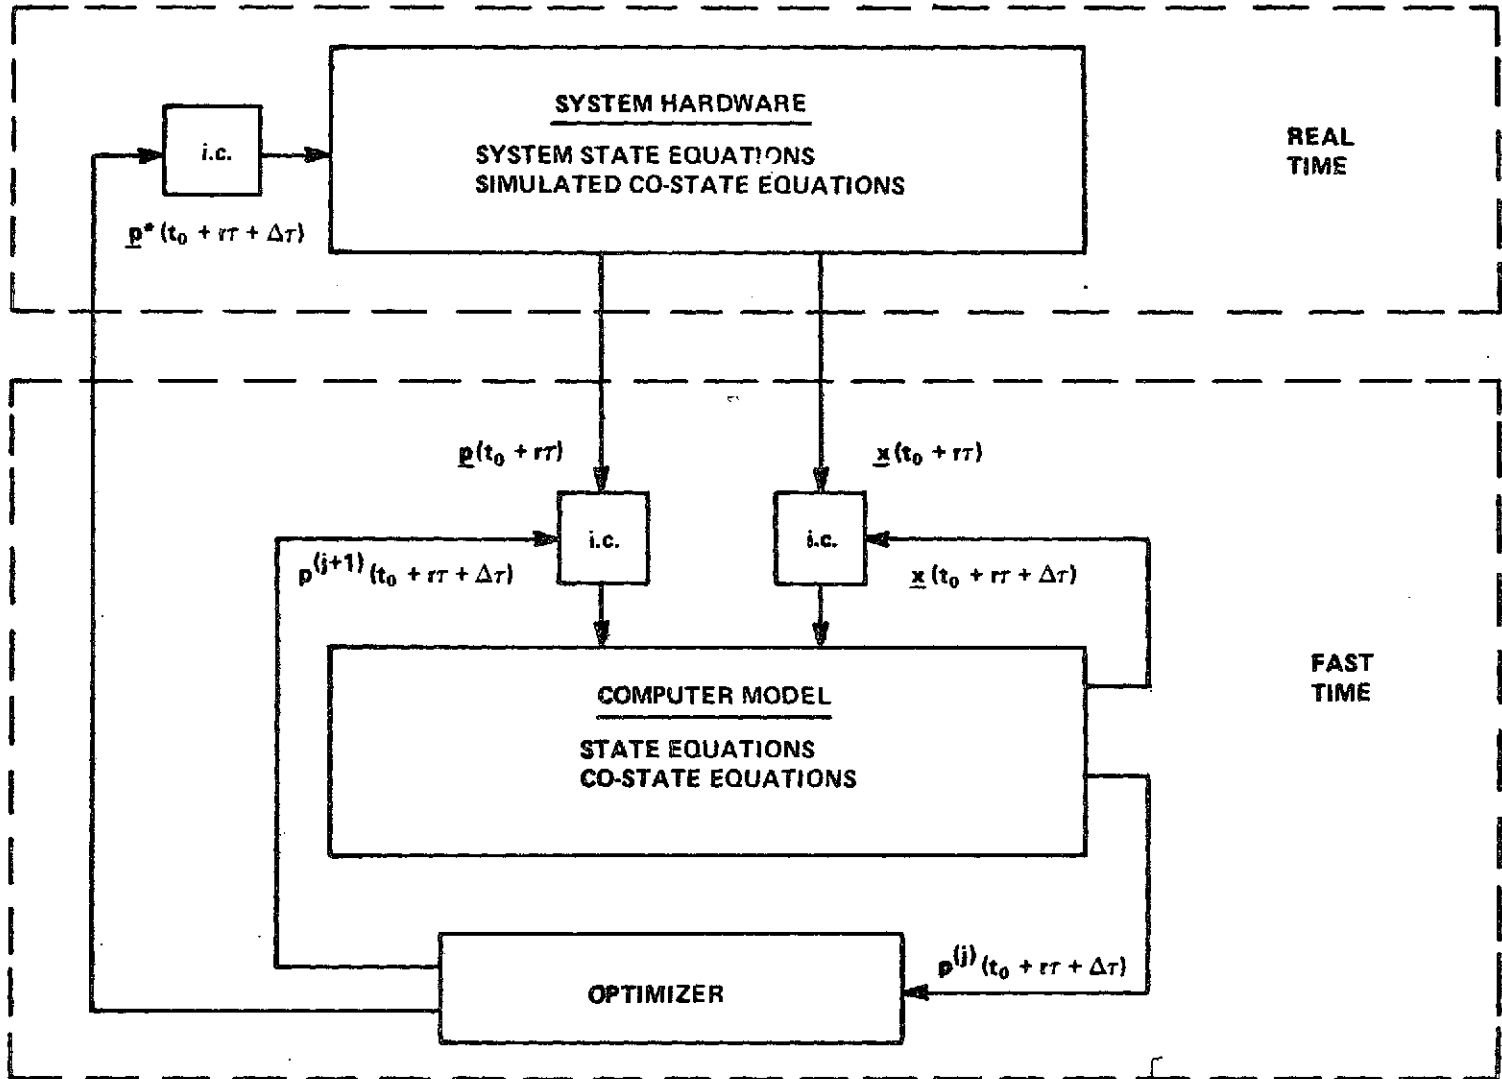 SYSTEM HARDWARE
SYSTEM STATE EQUATIONS
SIMULATED CO-STATE EQUATIONS
REAL
TIME
i.c.
p* (t₀ + rτ + Δτ)
p(t₀ + rτ)
x(t₀ + rτ)
i.c.
i.c.
p⁽ʲ⁺¹⁾ (t₀ + rτ + Δτ)
x (t₀ + rτ + Δτ)
COMPUTER MODEL
STATE EQUATIONS
CO-STATE EQUATIONS
FAST
TIME
p⁽ʲ⁾ (t₀ + rτ + Δτ)
OPTIMIZER